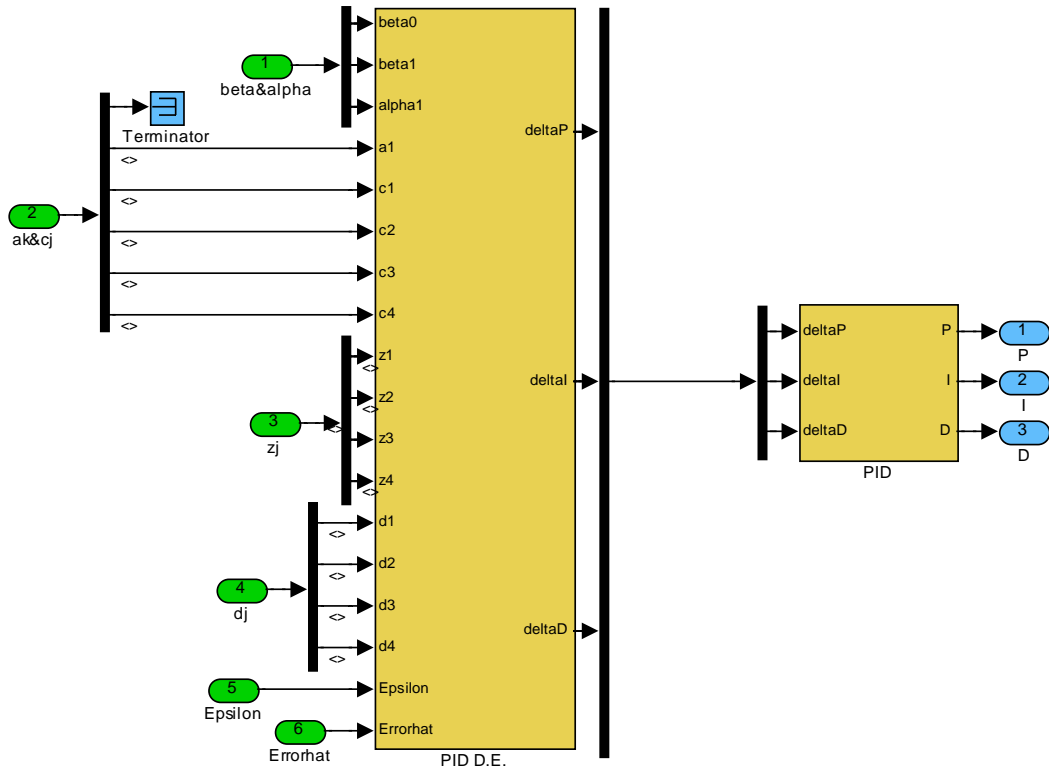 beta0
1
beta1
beta&alpha
alpha1
Terminator
deltaP
a1
<>
c1
<>
2
ak&cj
c2
<>
c3
<>
c4
<>
deltaP
P
1
P
z1
<>
deltaI
deltaI
I
2
I
z2
<>
3
zj
<>
z3
deltaD
D
3
D
PID
z4
<>
d1
<>
d2
<>
4
dj
d3
<>
deltaD
d4
<>
5
Epsilon
Epsilon
6
Errorhat
Errorhat
PID D.E.